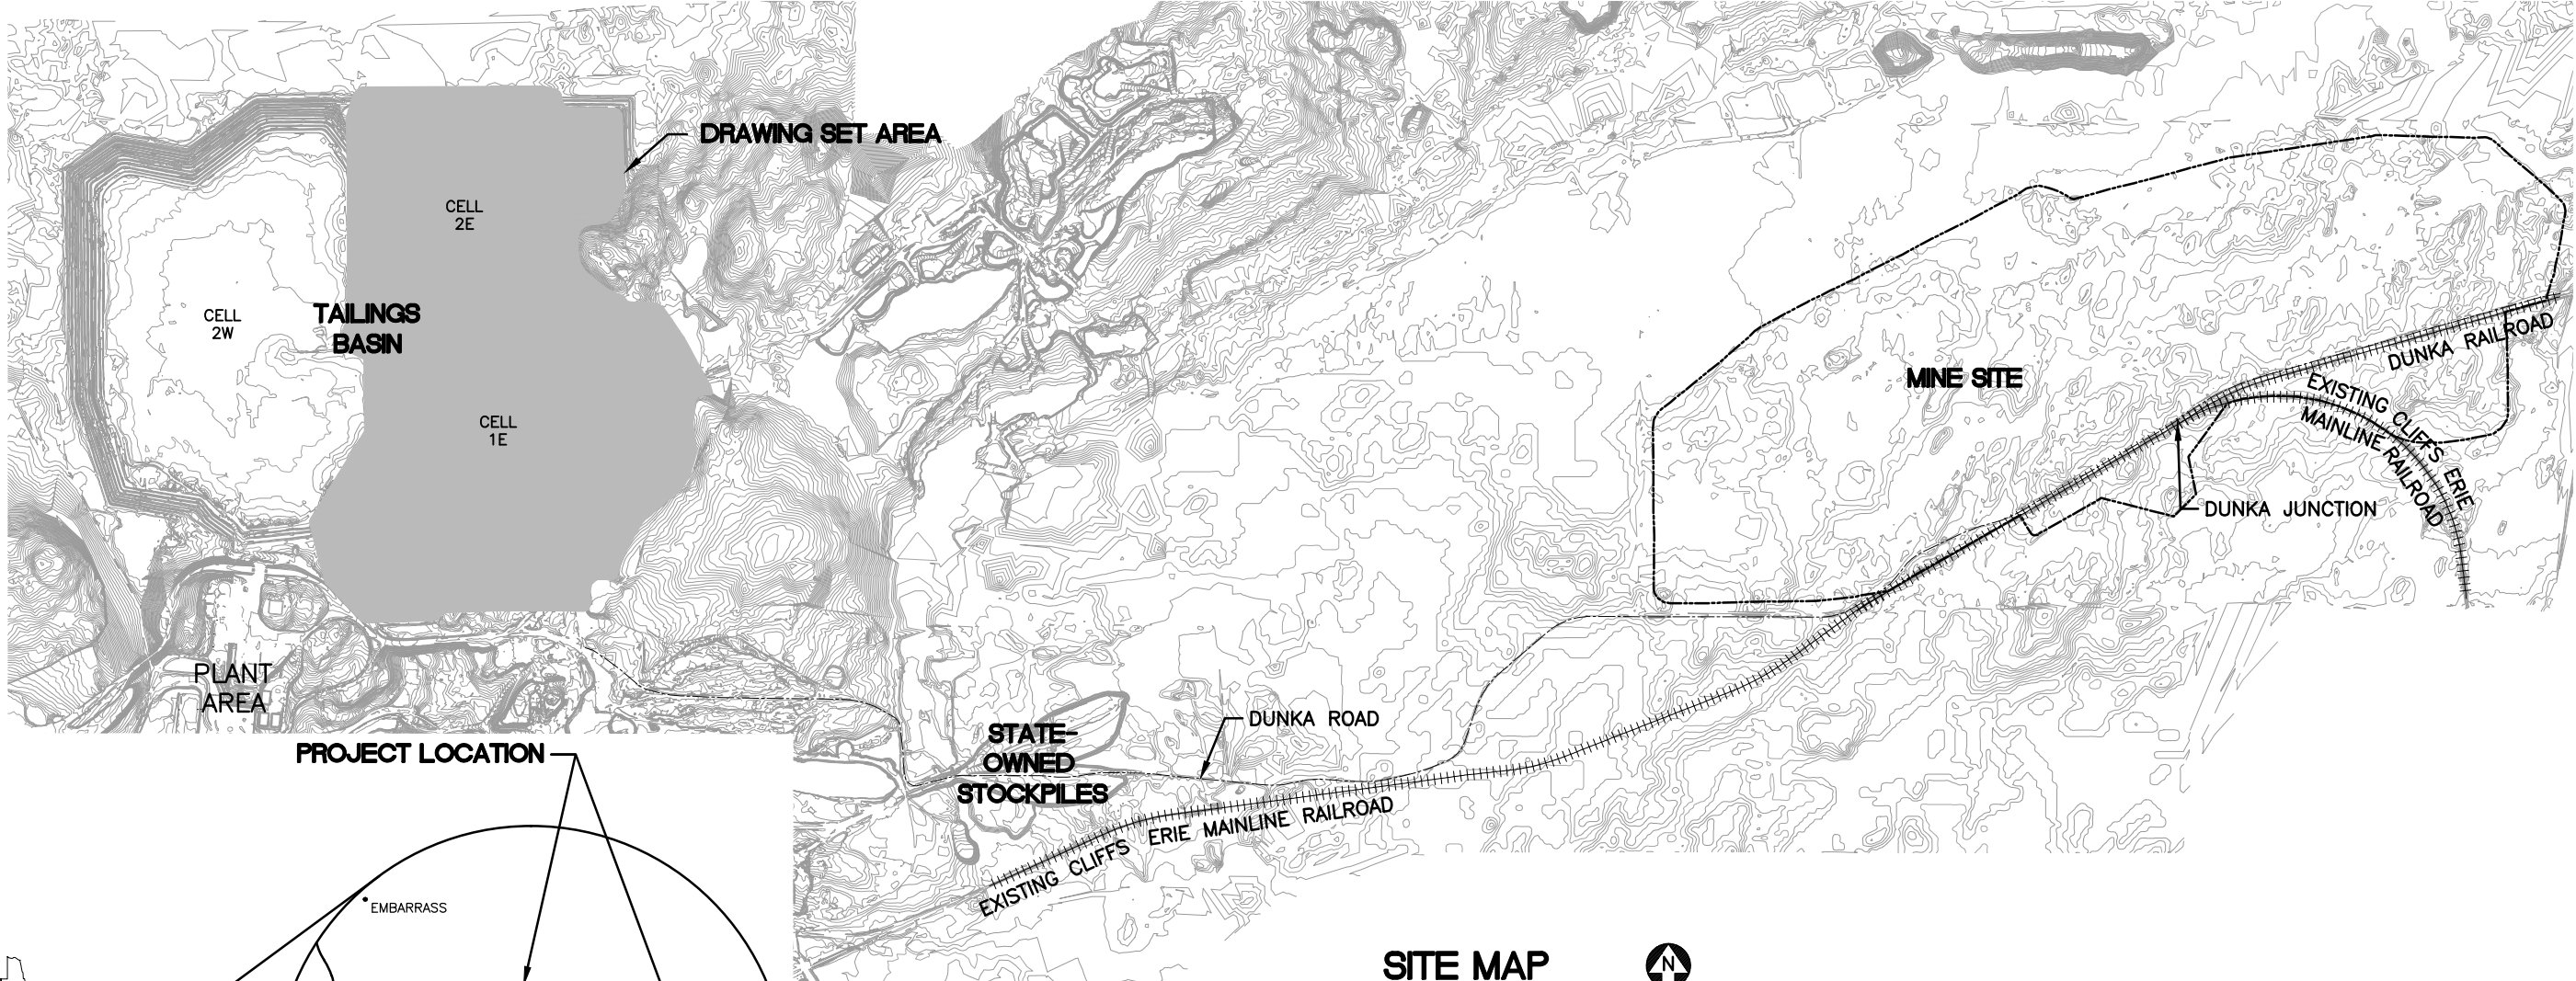 DRAWING SET AREA
CELL
2E
CELL
2W
TAILINGS
BASIN
CELL
1E
MINE SITE
DUNKA RAILROAD
EXISTING CLIFFS ERIE
MAINLINE RAILROAD
DUNKA JUNCTION
PLANT
AREA
STATE-
OWNED
STOCKPILES
DUNKA ROAD
EXISTING CLIFFS ERIE MAINLINE RAILROAD
PROJECT LOCATION
EMBARRASS
SITE MAP
N